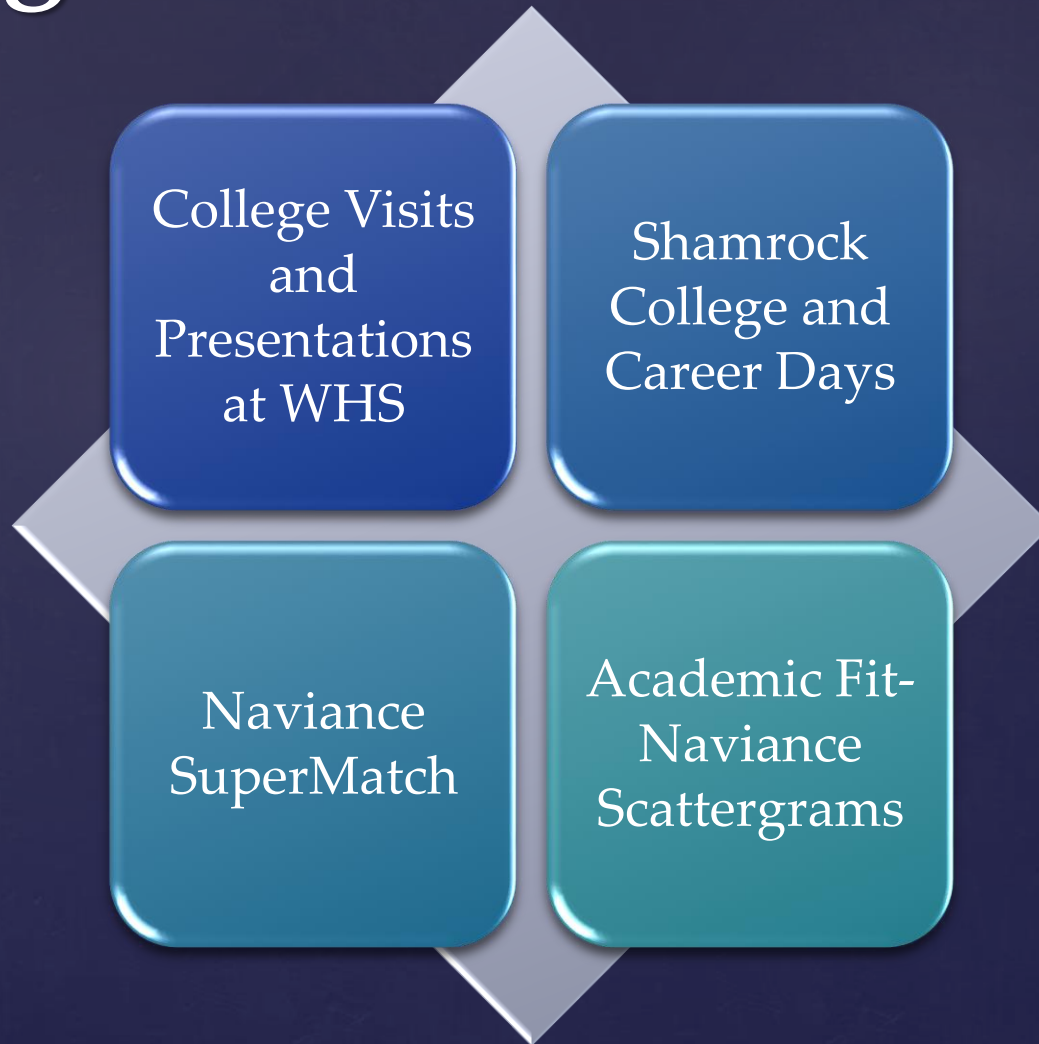 College Visits
and
Presentations
at WHS
Shamrock
College and
Career Days
Naviance
SuperMatch
Academic Fit-
Naviance
Scattergrams